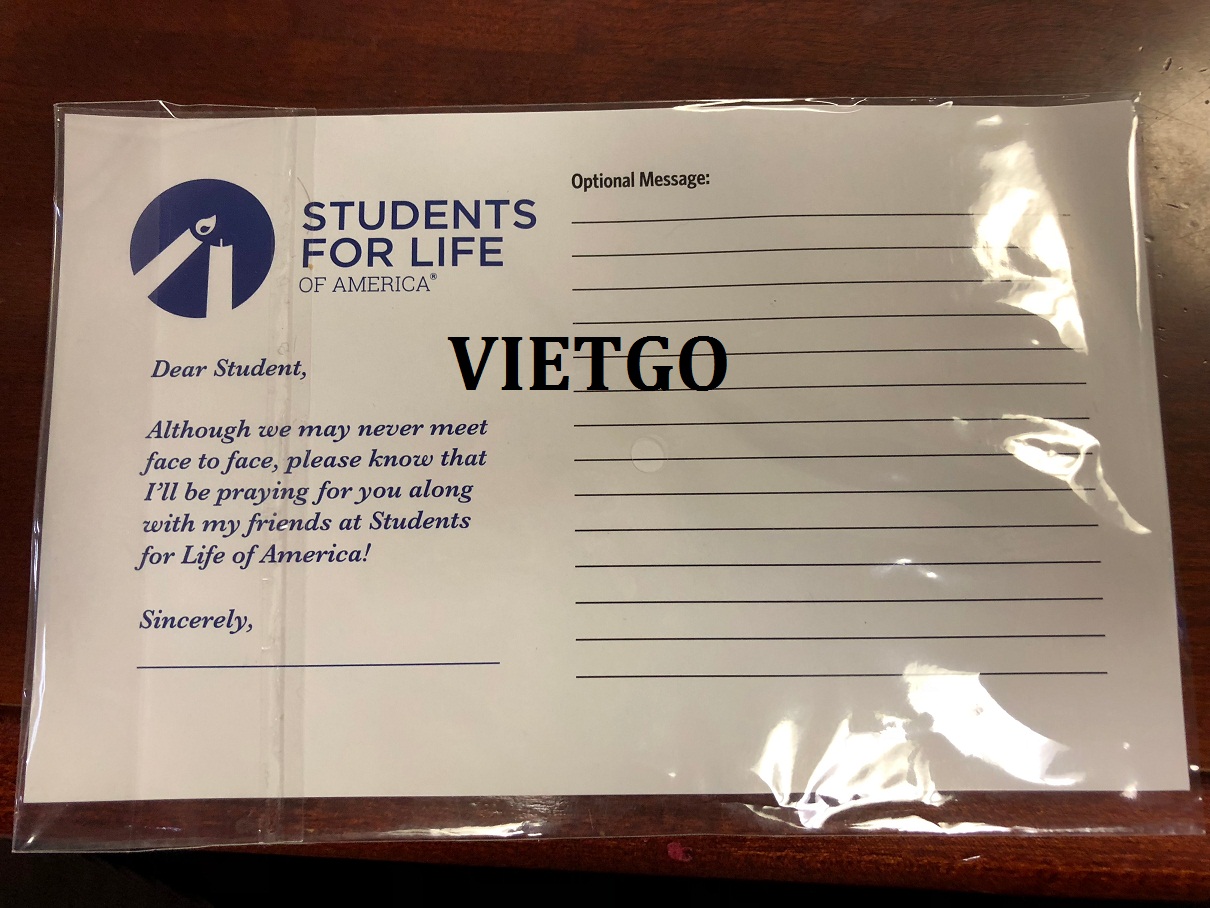 STUDENTS
FOR LIFE
OF AMERICA®
Dear Student,
Although we may never meet
face to face, please know that
I'll be praying for you along
with my friends at Students
for Life of America!
Sincerely,
Optional Message:
VIETGO